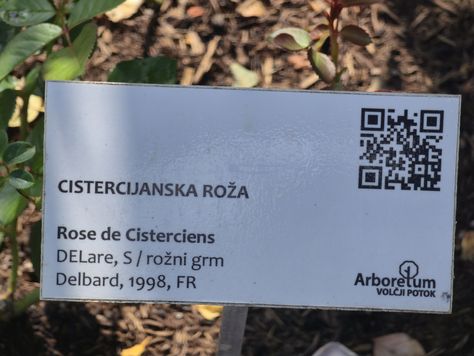 CISTERCIJANSKA ROŽA
Rose de Cisterciens
DELare, S / rožni grm
Delbard, 1998, FR
Arboretum
VOLČJI POTOK